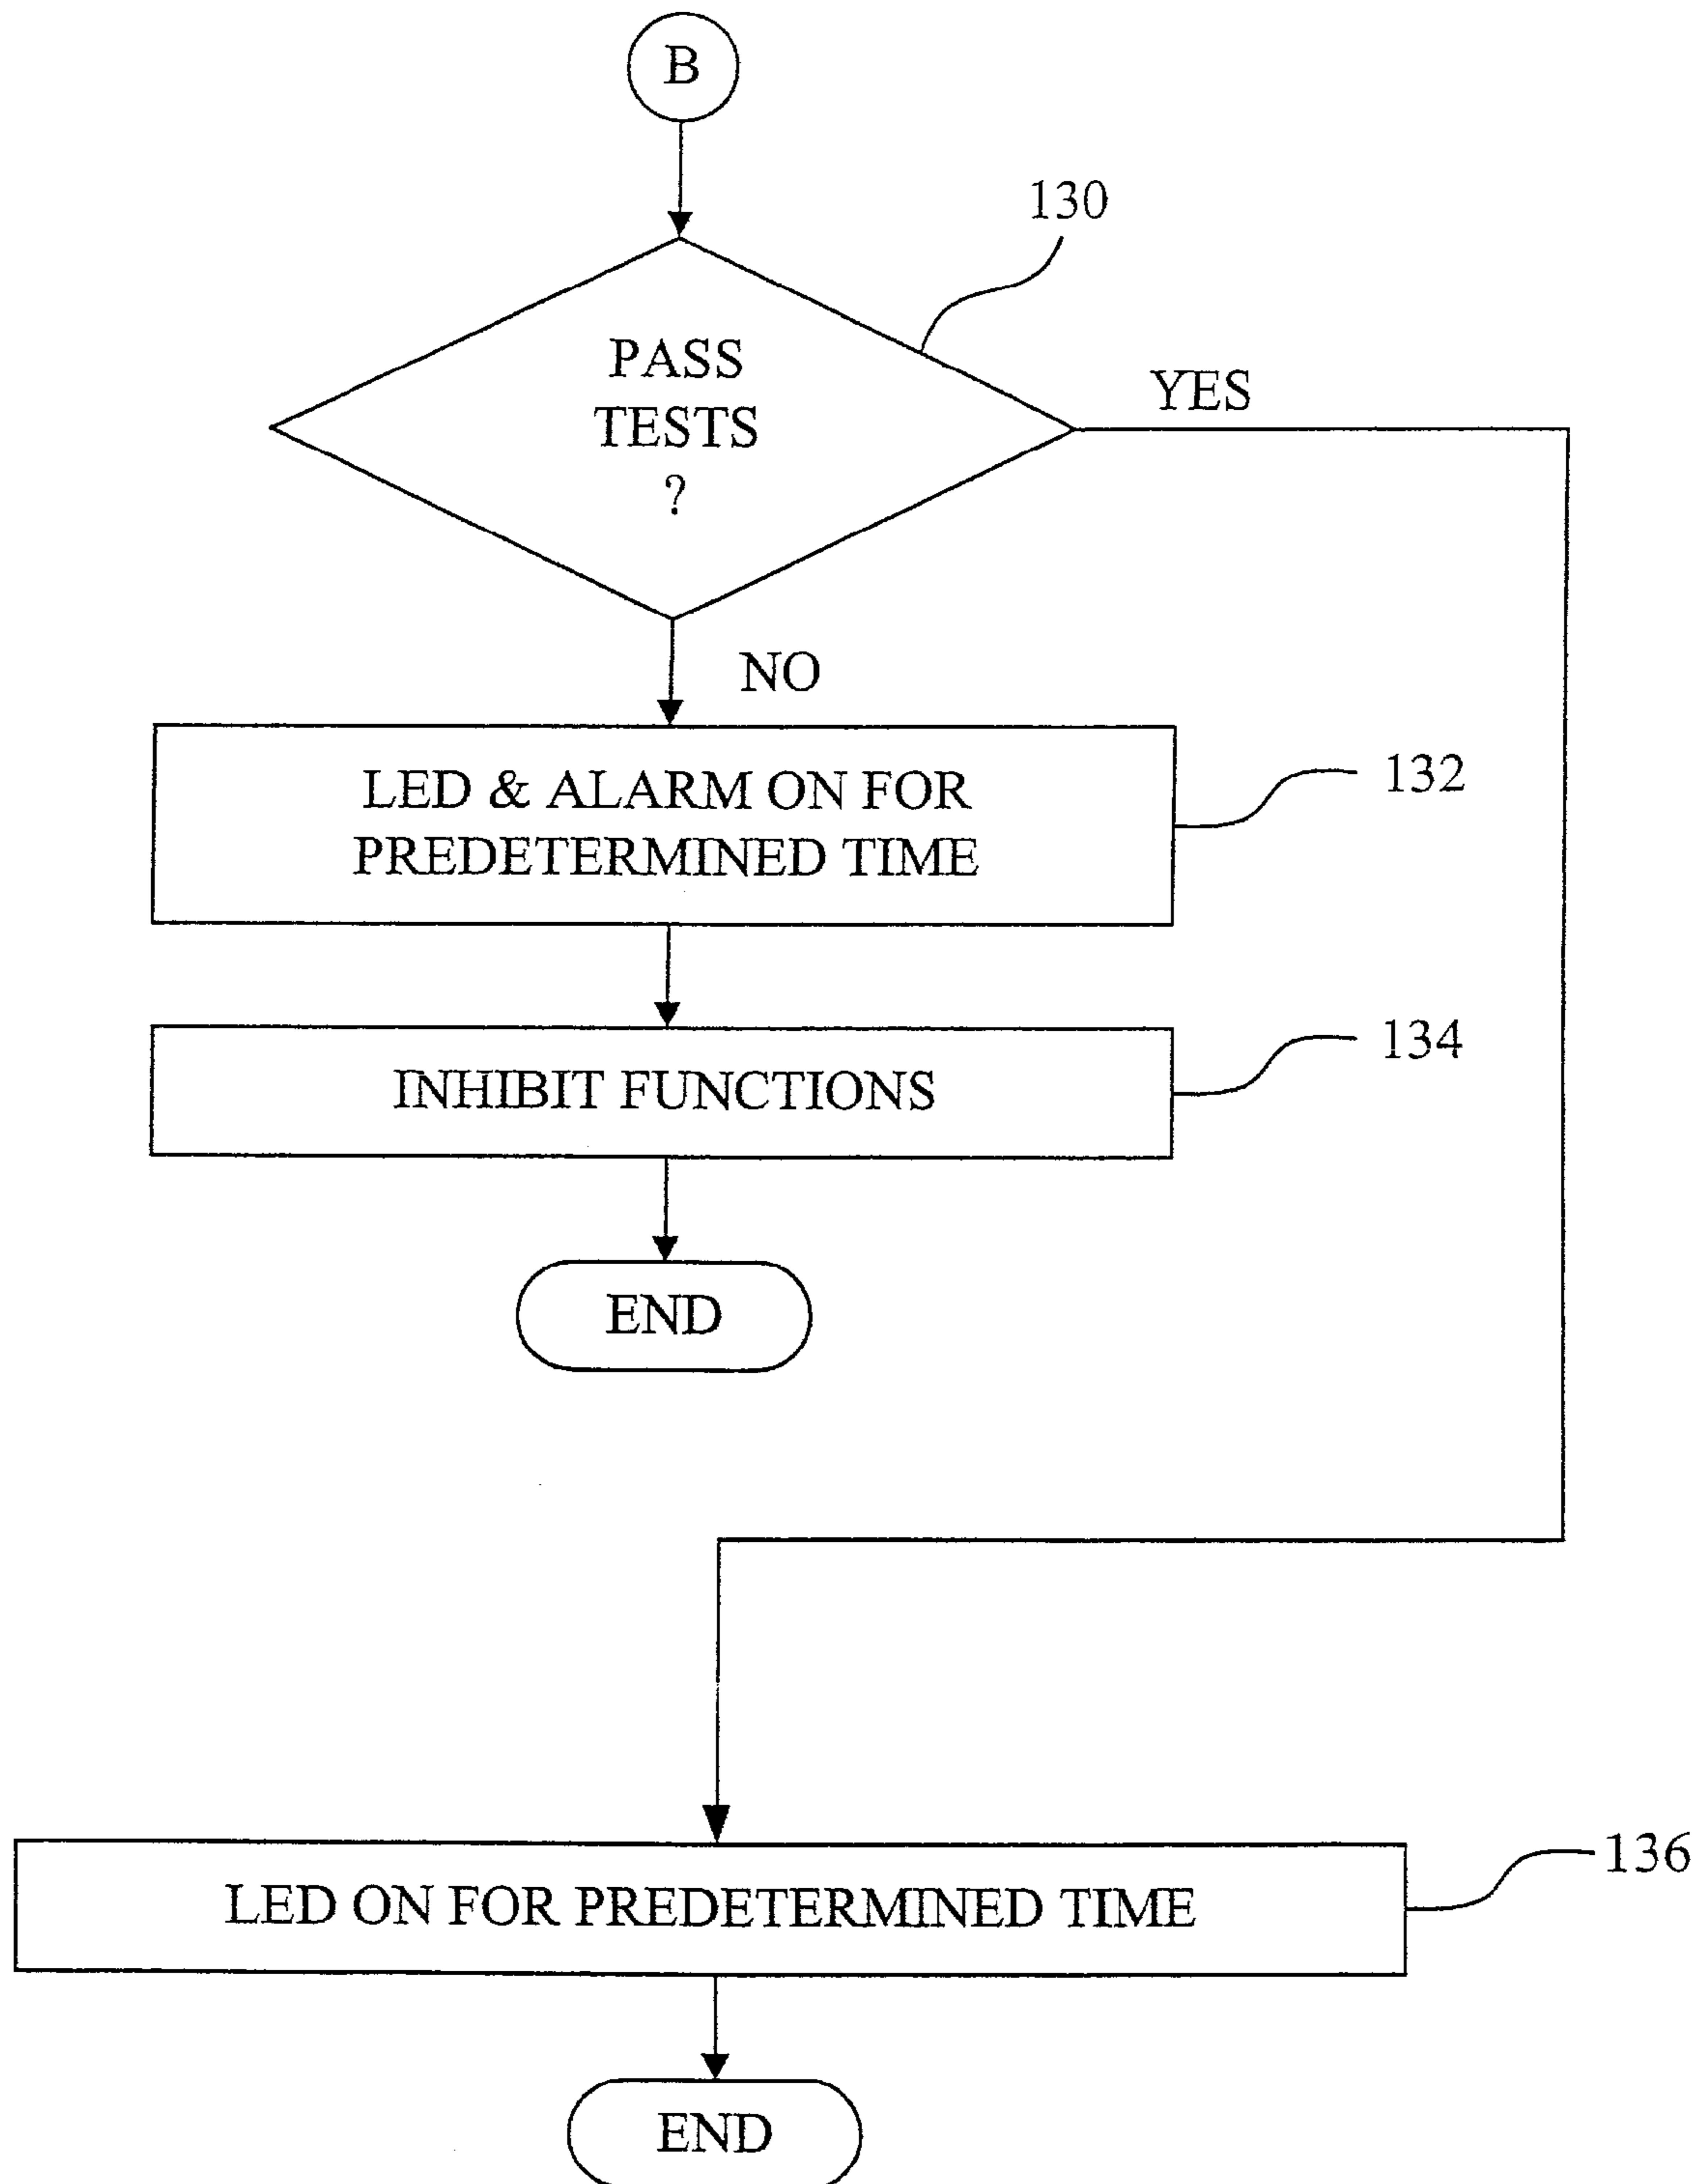 B
130
PASS
TESTS
?
YES
NO
LED & ALARM ON FOR
PREDETERMINED TIME
132
INHIBIT FUNCTIONS
134
END
LED ON FOR PREDETERMINED TIME
136
END